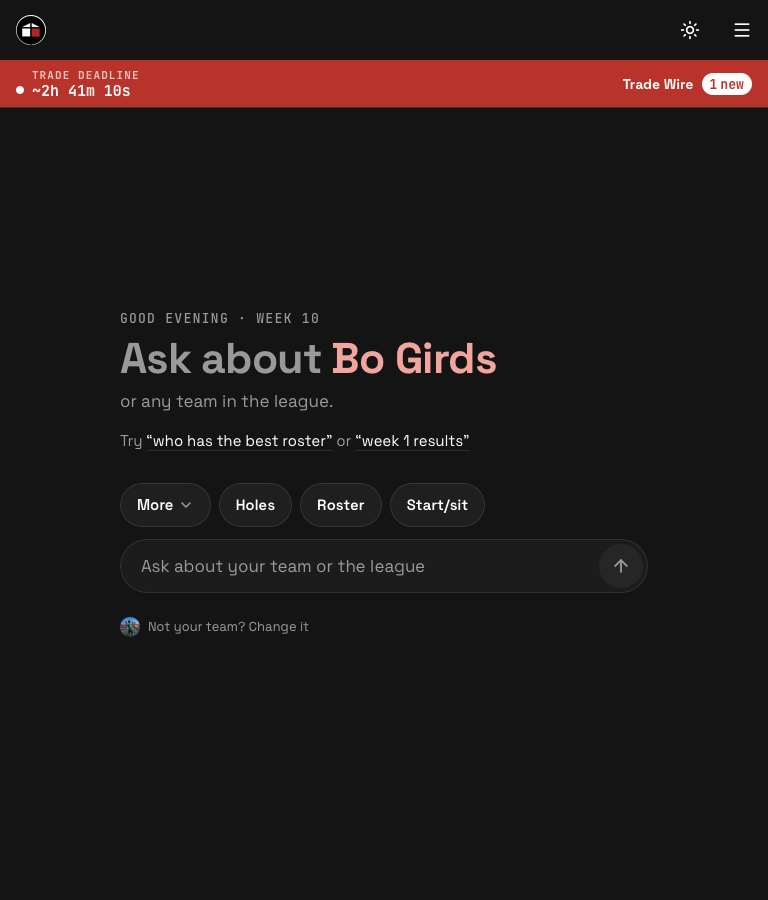 TRADE DEADLINE
~2h 41m 10s
Trade Wire 1 new
GOOD EVENING · WEEK 10
Ask about Bo Girds
or any team in the league.
Try “who has the best roster” or “week 1 results”
More Holes Roster Start/sit
Ask about your team or the league
Not your team? Change it